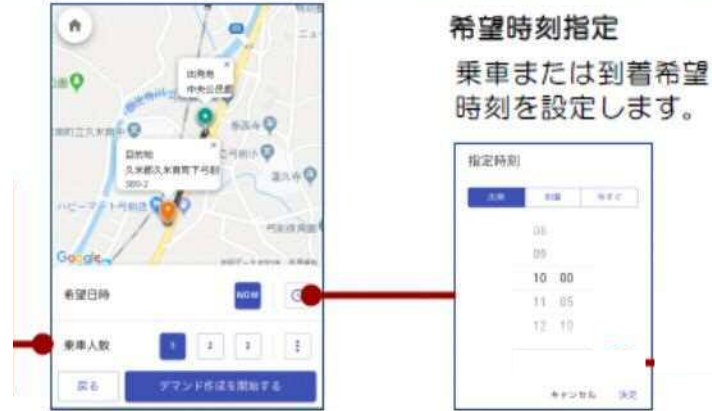 出発地
中央公民館
目的地
久米郡久米南町下弓削
500-2
Google
希望日時
NOW
乗車人数
1
2
3
戻る
デマンド作成を開始する
希望時刻指定
乗車または到着希望
時刻を設定します。
指定時刻
出発 到着 今すぐ
08
09
10 00
11 05
12 10
キャンセル 決定